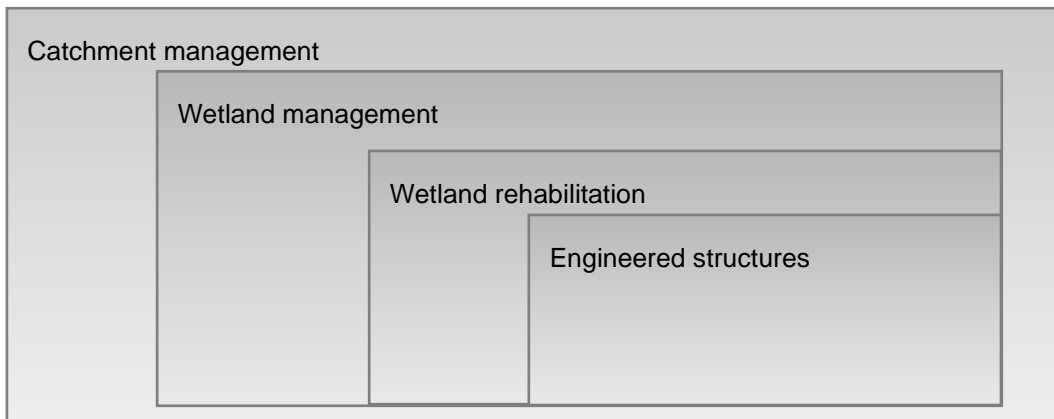 Catchment management
Wetland management
Wetland rehabilitation
Engineered structures